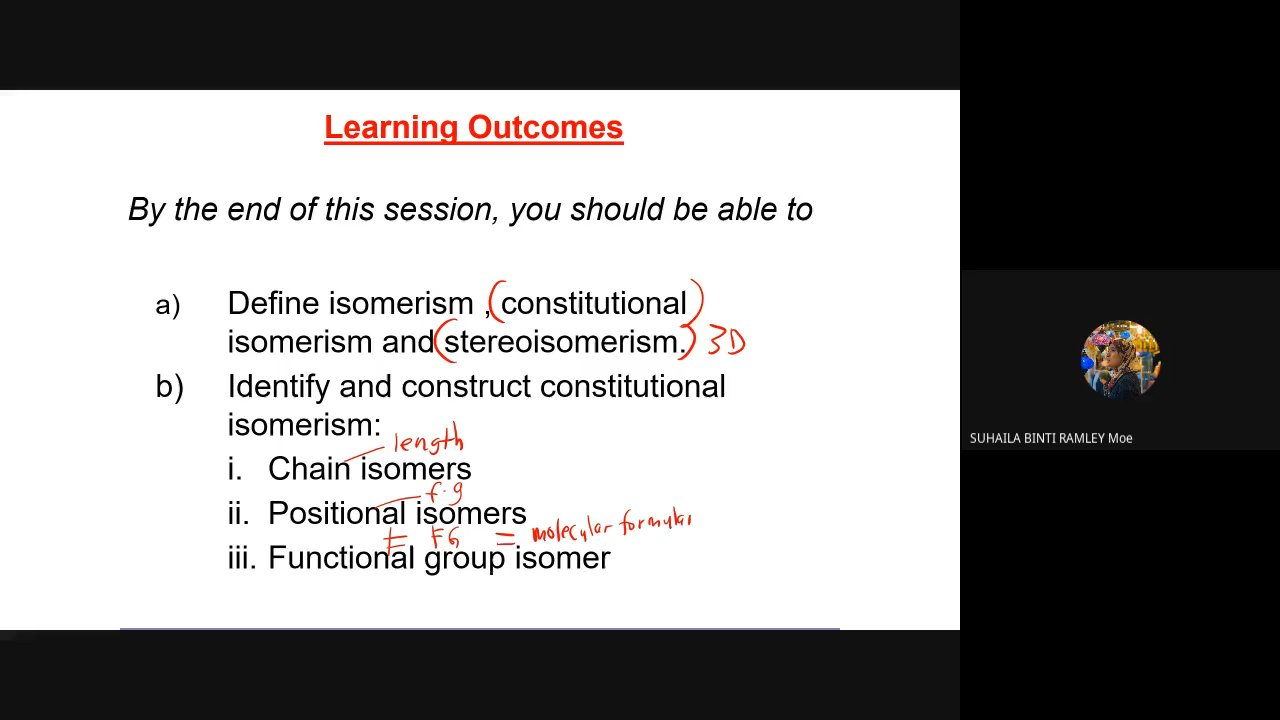 Learning Outcomes
By the end of this session, you should be able to
a) Define isomerism , (constitutional)
isomerism and (stereoisomerism.) 3D
b) Identify and construct constitutional
isomerism:
length
i. Chain isomers
f.g
ii. Positional isomers
≠ FG = molecular formular
iii. Functional group isomer
SUHAILA BINTI RAMLEY Moe